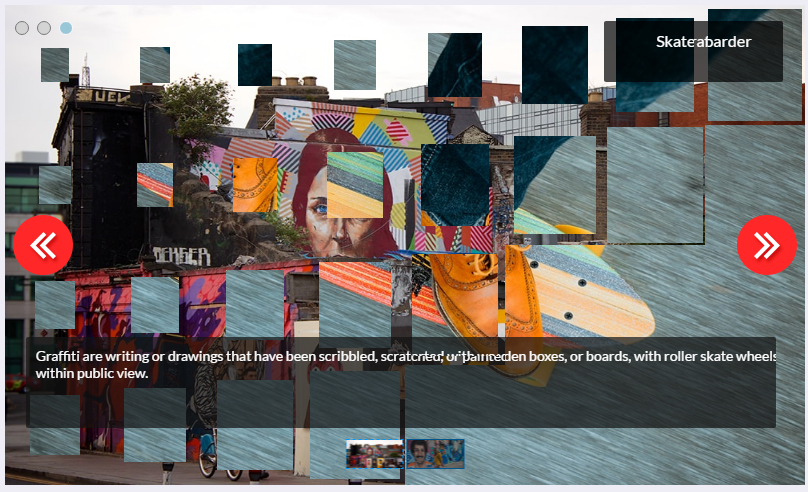 Skateabarder
Graffiti are writing or drawings that have been scribbled, boxes, or boards, with roller skate wheels
within public view.